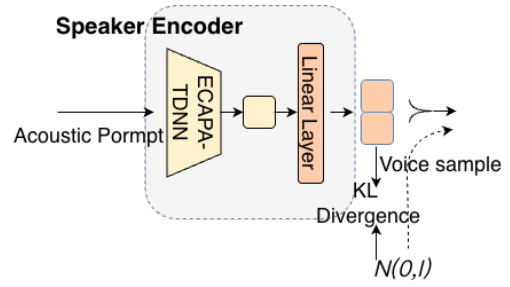 Speaker Encoder
ECAPA-
TDNN
Linear Layer
Acoustic Pormpt
Voice sample
KL
Divergence
N(0,I)